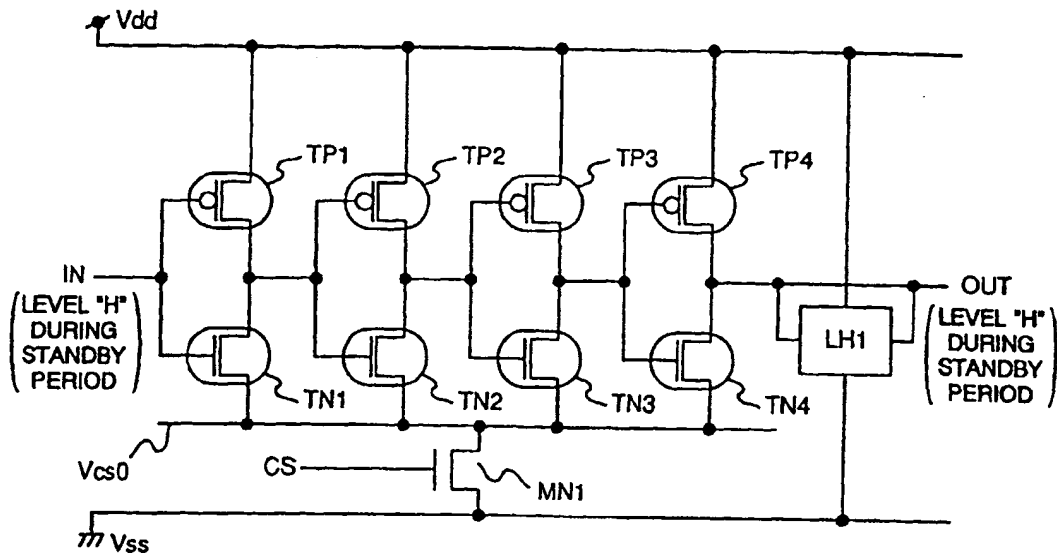 Vdd
TP1
TP2
TP3
TP4
IN
(LEVEL "H"
DURING
STANDBY
PERIOD)
OUT
(LEVEL "H"
DURING
STANDBY
PERIOD)
LH1
TN1
TN2
TN3
TN4
Vcs0
CS
MN1
Vss